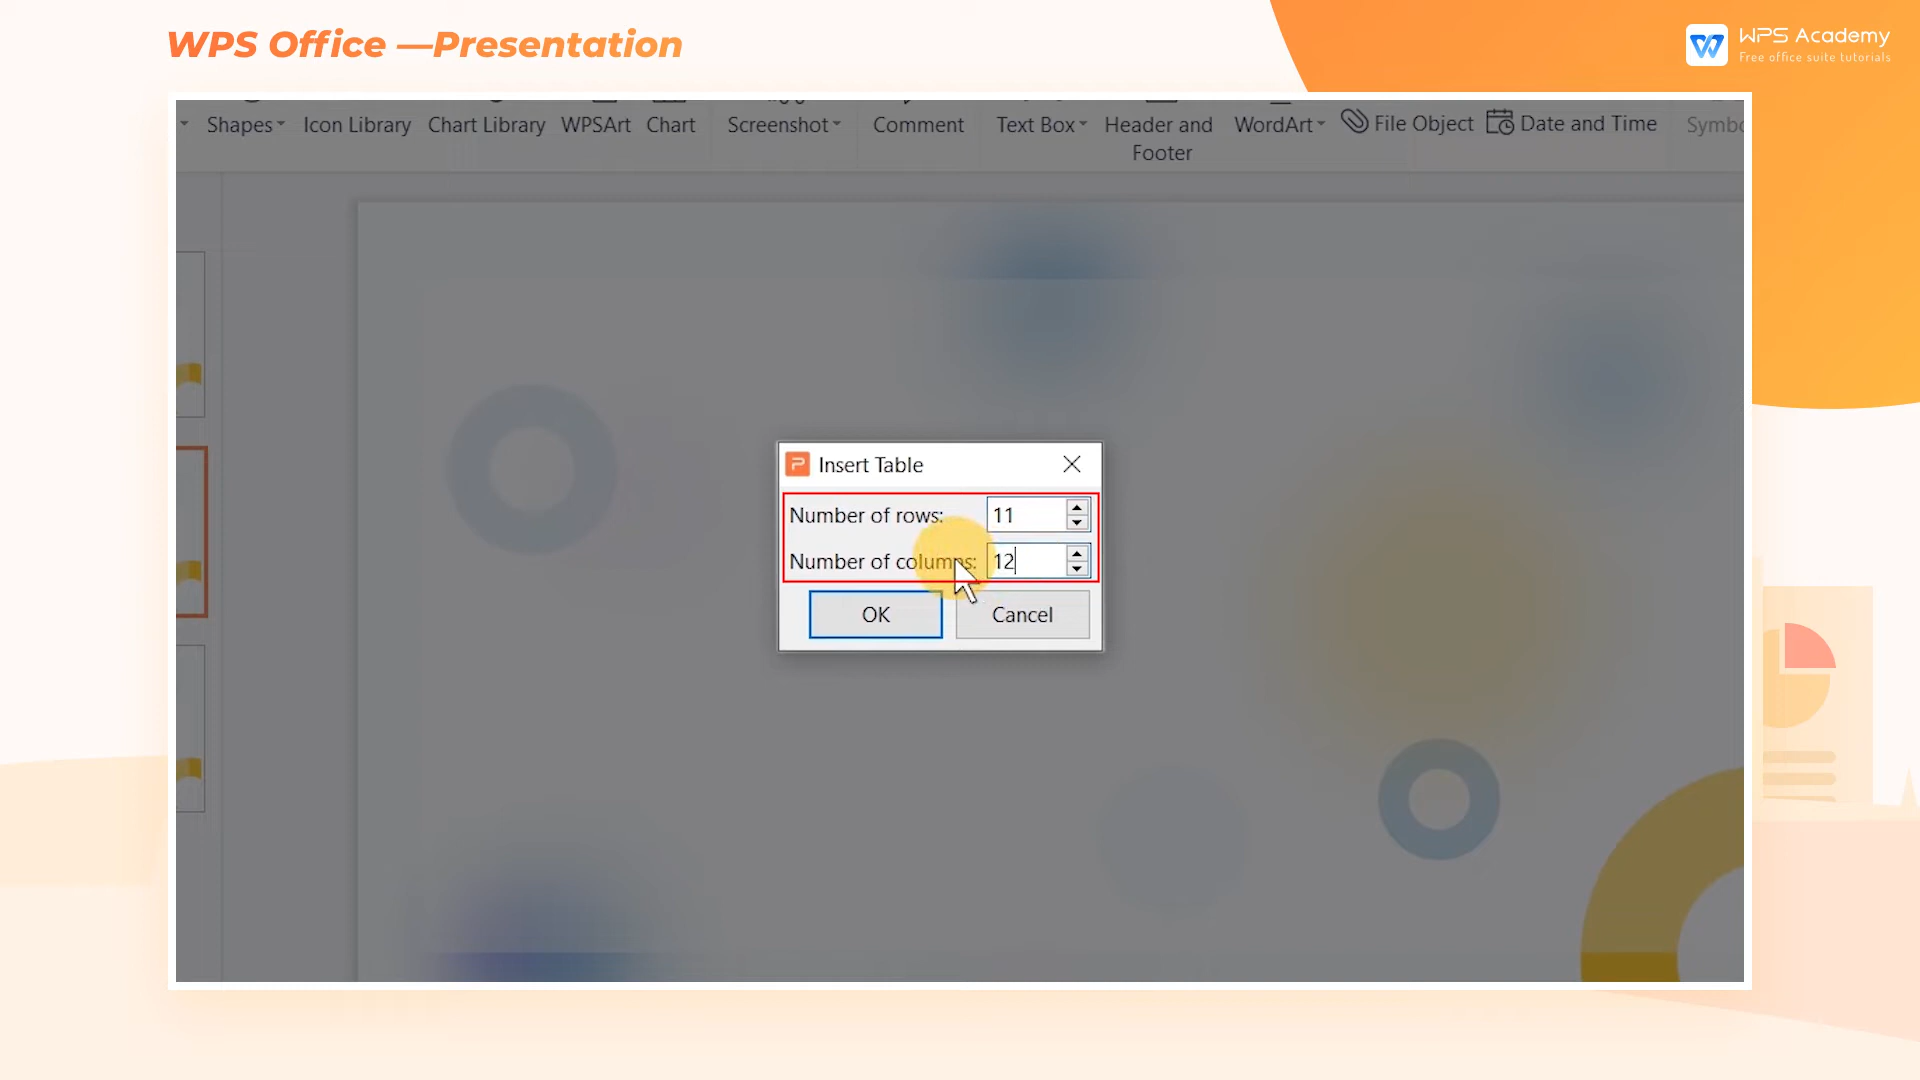 WPS Office —Presentation
WPS Academy
Free office suite tutorials
Shapes Icon Library Chart Library WPSArt Chart Screenshot Comment Text Box Header and Footer WordArt File Object Date and Time
Insert Table
Number of rows: 11
Number of columns: 12
OK Cancel